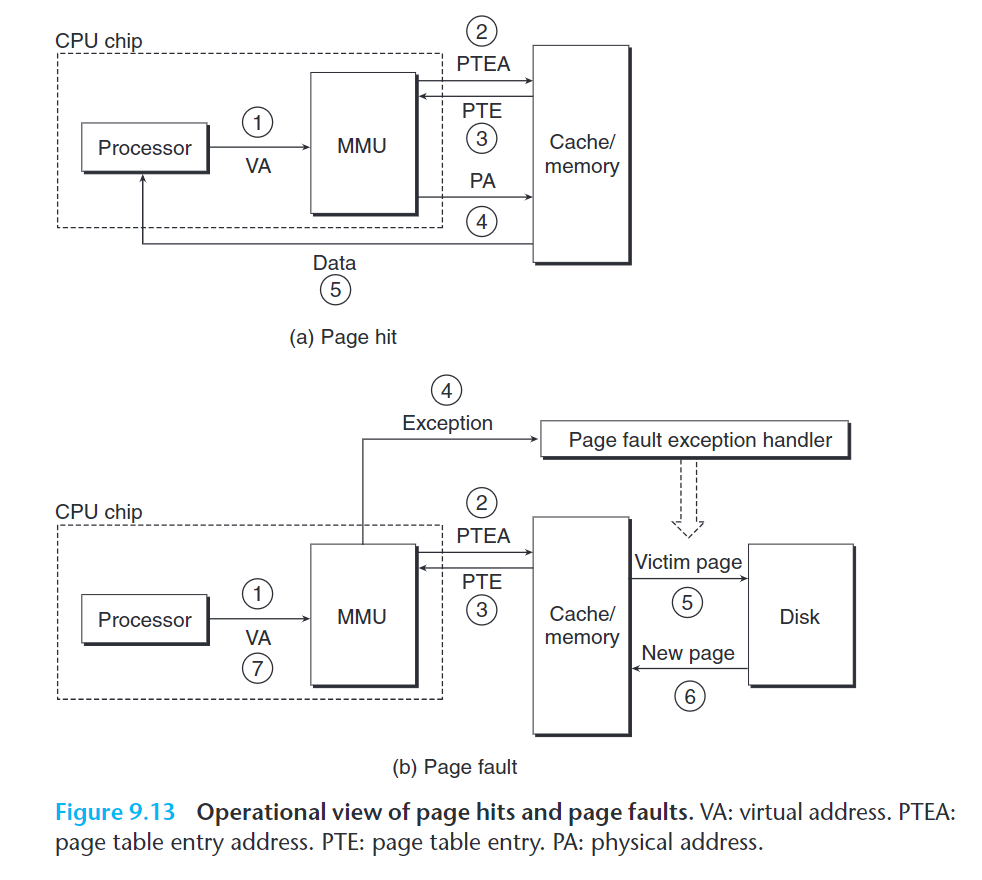 CPU chip
2
PTEA
Processor
1
VA
MMU
PTE
3
Cache/
memory
PA
4
Data
5
(a) Page hit
4
Exception
Page fault exception handler
CPU chip
2
PTEA
Processor
1
VA
7
MMU
PTE
3
Cache/
memory
Victim page
5
Disk
New page
6
(b) Page fault
Figure 9.13 Operational view of page hits and page faults. VA: virtual address. PTEA:
page table entry address. PTE: page table entry. PA: physical address.